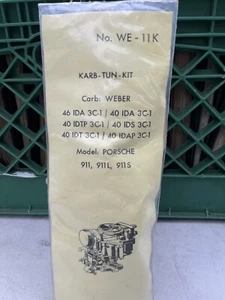 No. WE - 11K
KARB-TUN-KIT
Carb: WEBER
46 IDA 3C-1 / 40 IDA 3C-1
40 IDTP 3C-1 / 40 IDS 3C-1
40 IDT 3C-1 / 40 IDAP 3C-1
Model: PORSCHE
911, 911L, 911S